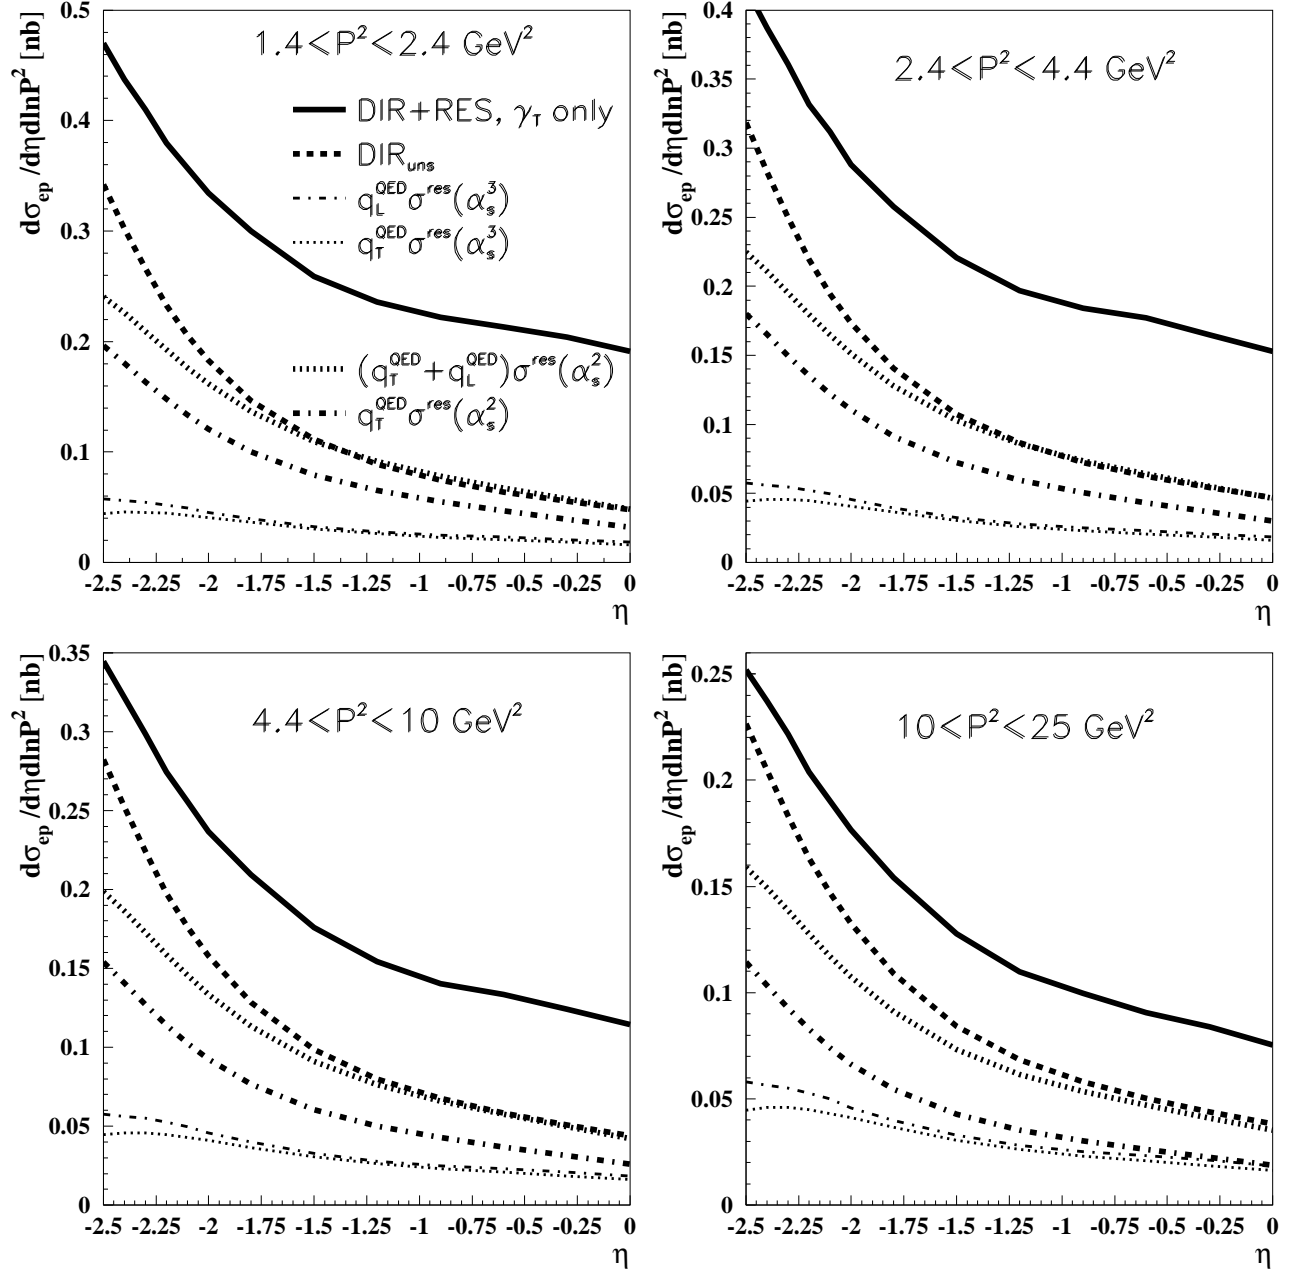 dσ_ep/dηdlnP² [nb]
0.5
0.4
0.3
0.2
0.1
0
1.4<P²<2.4 GeV²
DIR+RES, γ_T only
DIR_uns
q_L^QED σ^res(α_s^3)
q_T^QED σ^res(α_s^3)
(q_T^QED+q_L^QED)σ^res(α_s^2)
q_T^QED σ^res(α_s^2)
-2.5 -2.25 -2 -1.75 -1.5 -1.25 -1 -0.75 -0.5 -0.25 0
η
dσ_ep/dηdlnP² [nb]
0.4
0.35
0.3
0.25
0.2
0.15
0.1
0.05
0
2.4<P²<4.4 GeV²
-2.5 -2.25 -2 -1.75 -1.5 -1.25 -1 -0.75 -0.5 -0.25 0
η
dσ_ep/dηdlnP² [nb]
0.35
0.3
0.25
0.2
0.15
0.1
0.05
0
4.4<P²<10 GeV²
-2.5 -2.25 -2 -1.75 -1.5 -1.25 -1 -0.75 -0.5 -0.25 0
η
dσ_ep/dηdlnP² [nb]
0.25
0.2
0.15
0.1
0.05
0
10<P²<25 GeV²
-2.5 -2.25 -2 -1.75 -1.5 -1.25 -1 -0.75 -0.5 -0.25 0
η